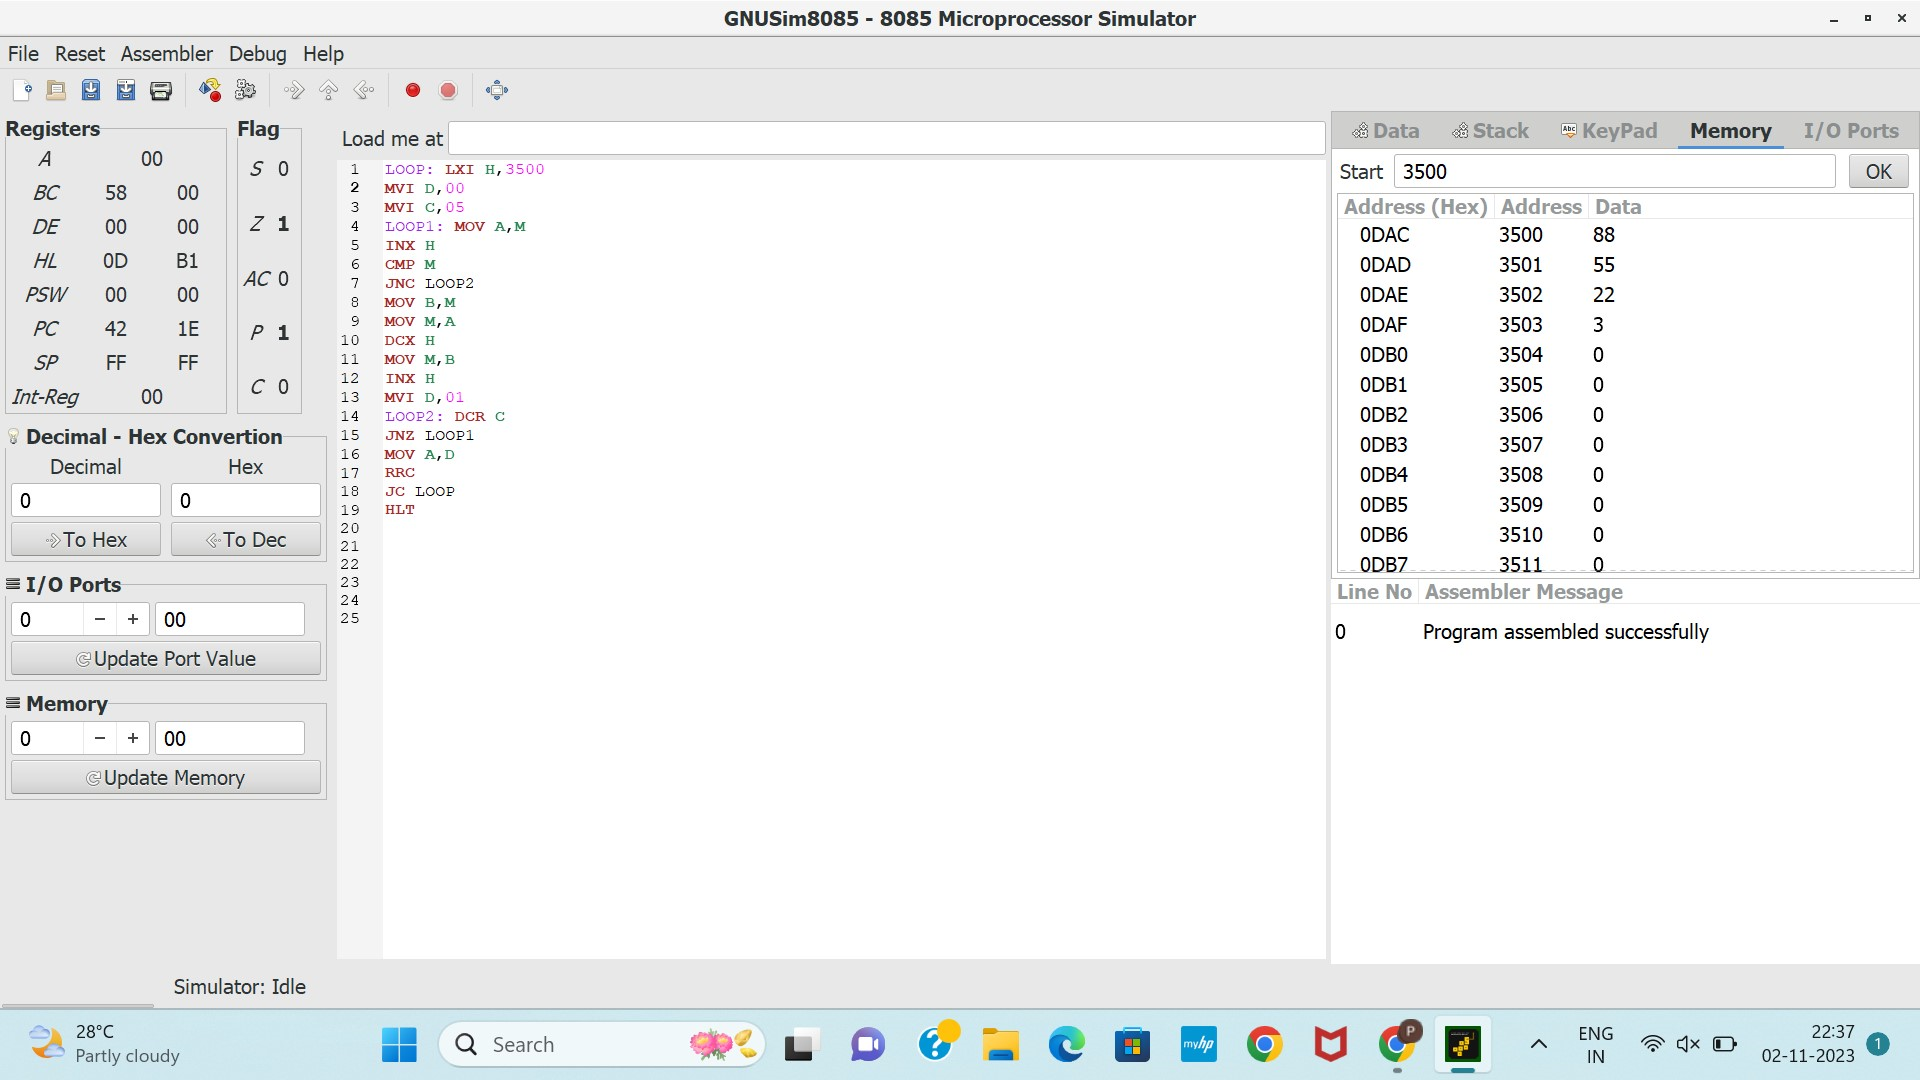 GNUSim8085 - 8085 Microprocessor Simulator
File Reset Assembler Debug Help
Registers
A 00
BC 58 00
DE 00 00
HL 0D B1
PSW 00 00
PC 42 1E
SP FF FF
Int-Reg 00
Flag
S 0
Z 1
AC 0
P 1
C 0
Decimal - Hex Convertion
Decimal Hex
0 0
To Hex To Dec
I/O Ports
0 - + 00
Update Port Value
Memory
0 - + 00
Update Memory
Simulator: Idle
Load me at
1 LOOP: LXI H,3500
2 MVI D,00
3 MVI C,05
4 LOOP1: MOV A,M
5 INX H
6 CMP M
7 JNC LOOP2
8 MOV B,M
9 MOV M,A
10 DCX H
11 MOV M,B
12 INX H
13 MVI D,01
14 LOOP2: DCR C
15 JNZ LOOP1
16 MOV A,D
17 RRC
18 JC LOOP
19 HLT
20
21
22
23
24
25
Data Stack Abc KeyPad Memory I/O Ports
Start 3500 OK
Address (Hex) Address Data
0DAC 3500 88
0DAD 3501 55
0DAE 3502 22
0DAF 3503 3
0DB0 3504 0
0DB1 3505 0
0DB2 3506 0
0DB3 3507 0
0DB4 3508 0
0DB5 3509 0
0DB6 3510 0
0DB7 3511 0
Line No Assembler Message
0 Program assembled successfully
28°C
Partly cloudy
Search
?
myhp
P
ENG
IN
22:37
02-11-2023
1